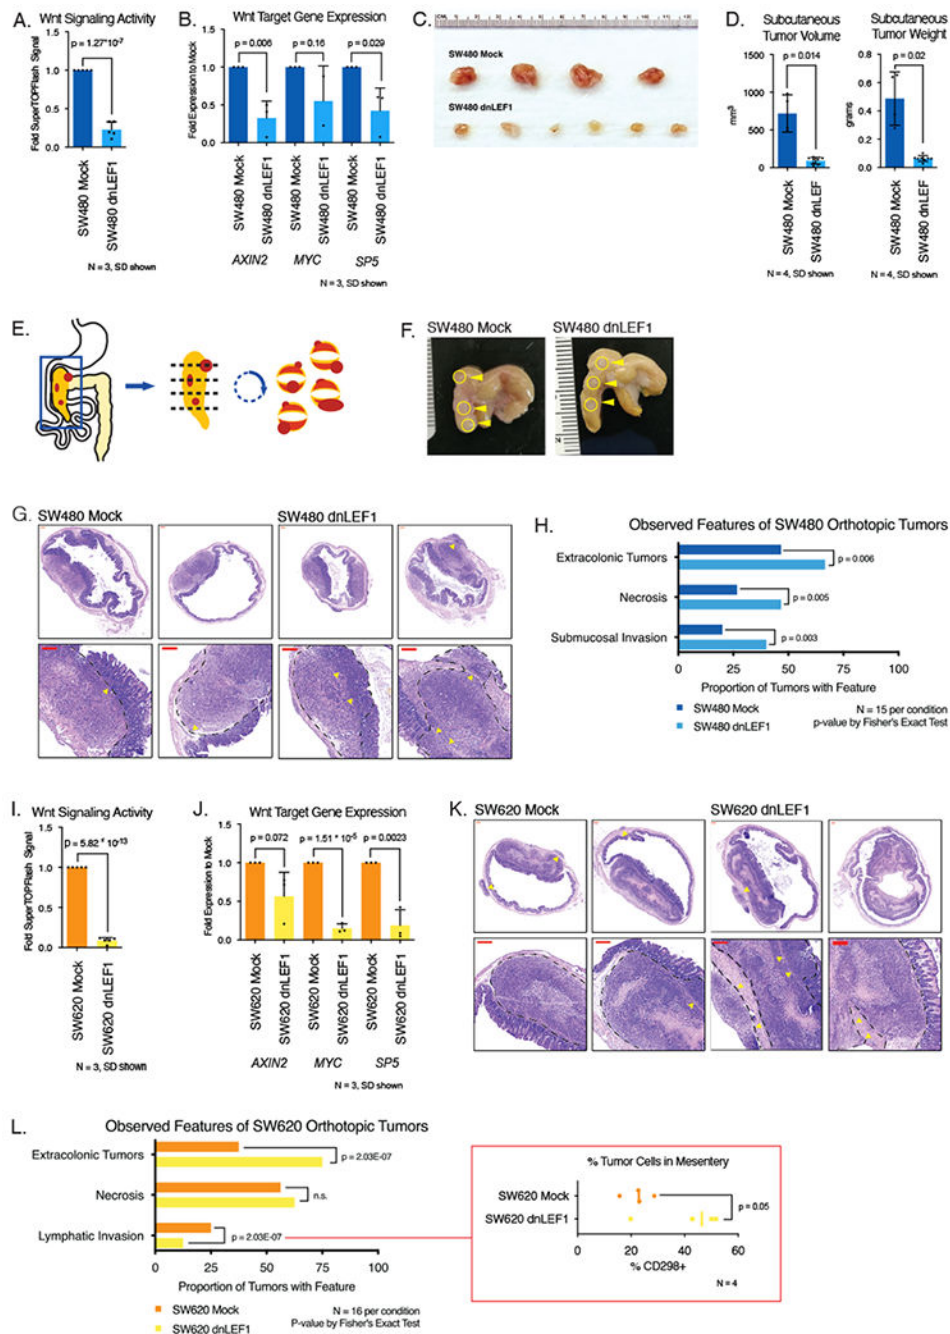 A.
Wnt Signaling Activity
p = 1.27*10-7
Fold SuperTOPFlash Signal
1.0
0.5
0.0
SW480 Mock
SW480 dnLEF1
N = 3, SD shown
B.
Wnt Target Gene Expression
p = 0.006
p = 0.16
p = 0.029
Fold Expression to Mock
1.0
0.5
0.0
SW480 Mock
SW480 dnLEF1
SW480 Mock
SW480 dnLEF1
SW480 Mock
SW480 dnLEF1
AXIN2
MYC
SP5
N = 3, SD shown
C.
SW480 Mock
SW480 dnLEF1
D.
Subcutaneous
Tumor Volume
p = 0.014
mm3
1000
500
0
SW480 Mock
SW480 dnLEF
N = 4, SD shown
Subcutaneous
Tumor Weight
p = 0.02
grams
0.8
0.6
0.4
0.2
0.0
SW480 Mock
SW480 dnLEF
N = 4, SD shown
E.
F.
SW480 Mock
SW480 dnLEF1
G.
SW480 Mock
SW480 dnLEF1
H.
Observed Features of SW480 Orthotopic Tumors
Extracolonic Tumors
p = 0.006
Necrosis
p = 0.005
Submucosal Invasion
p = 0.003
0 25 50 75 100
Proportion of Tumors with Feature
SW480 Mock
SW480 dnLEF1
N = 15 per condition
p-value by Fisher's Exact Test
I.
Wnt Signaling Activity
p = 5.82 * 10-13
Fold SuperTOPFlash Signal
1.5
1.0
0.5
0.0
SW620 Mock
SW620 dnLEF1
N = 3, SD shown
J.
Wnt Target Gene Expression
p = 0.072
p = 1.51 * 10-5
p = 0.0023
Fold Expression to Mock
1.0
0.5
0.0
SW620 Mock
SW620 dnLEF1
SW620 Mock
SW620 dnLEF1
SW620 Mock
SW620 dnLEF1
AXIN2
MYC
SP5
N = 3, SD shown
K.
SW620 Mock
SW620 dnLEF1
L.
Observed Features of SW620 Orthotopic Tumors
Extracolonic Tumors
p = 2.03E-07
Necrosis
n.s.
Lymphatic Invasion
p = 2.03E-07
0 25 50 75 100
Proportion of Tumors with Feature
SW620 Mock
SW620 dnLEF1
N = 16 per condition
P-value by Fisher's Exact Test
% Tumor Cells in Mesentery
SW620 Mock
SW620 dnLEF1
p = 0.05
0 20 40 60
% CD298+
N = 4